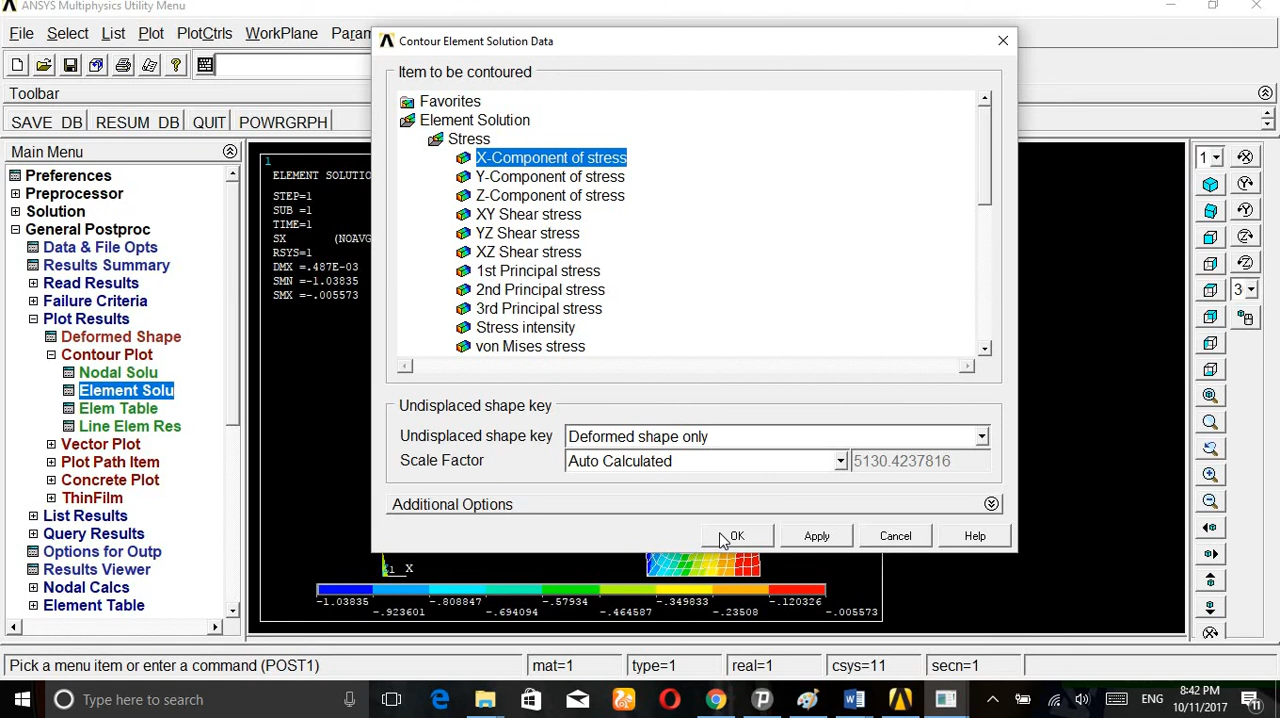 ANSYS Multiphysics Utility Menu
File Select List Plot PlotCtrls WorkPlane Param
Toolbar
SAVE_DB RESUM_DB QUIT POWRGRPH
Main Menu
Preferences
Preprocessor
Solution
General Postproc
Data & File Opts
Results Summary
Read Results
Failure Criteria
Plot Results
Deformed Shape
Contour Plot
Nodal Solu
Element Solu
Elem Table
Line Elem Res
Vector Plot
Plot Path Item
Concrete Plot
ThinFilm
List Results
Query Results
Options for Outp
Results Viewer
Nodal Calcs
Element Table
1
ELEMENT SOLUTIO
STEP=1
SUB =1
TIME=1
SX (NOAVG
RSYS=1
DMX =.487E-03
SMN =-1.03835
SMX =-.005573
Contour Element Solution Data
Item to be contoured
Favorites
Element Solution
Stress
X-Component of stress
Y-Component of stress
Z-Component of stress
XY Shear stress
YZ Shear stress
XZ Shear stress
1st Principal stress
2nd Principal stress
3rd Principal stress
Stress intensity
von Mises stress
Undisplaced shape key
Undisplaced shape key Deformed shape only
Scale Factor Auto Calculated 5130.4237816
Additional Options
OK Apply Cancel Help
X
-1.03835 -.808847 -.57934 -.349833 -.120326
-.923601 -.694094 -.464587 -.23508 -.005573
1
3
Pick a menu item or enter a command (POST1) mat=1 type=1 real=1 csys=11 secn=1
Type here to search
ENG
8:42 PM
10/11/2017
11